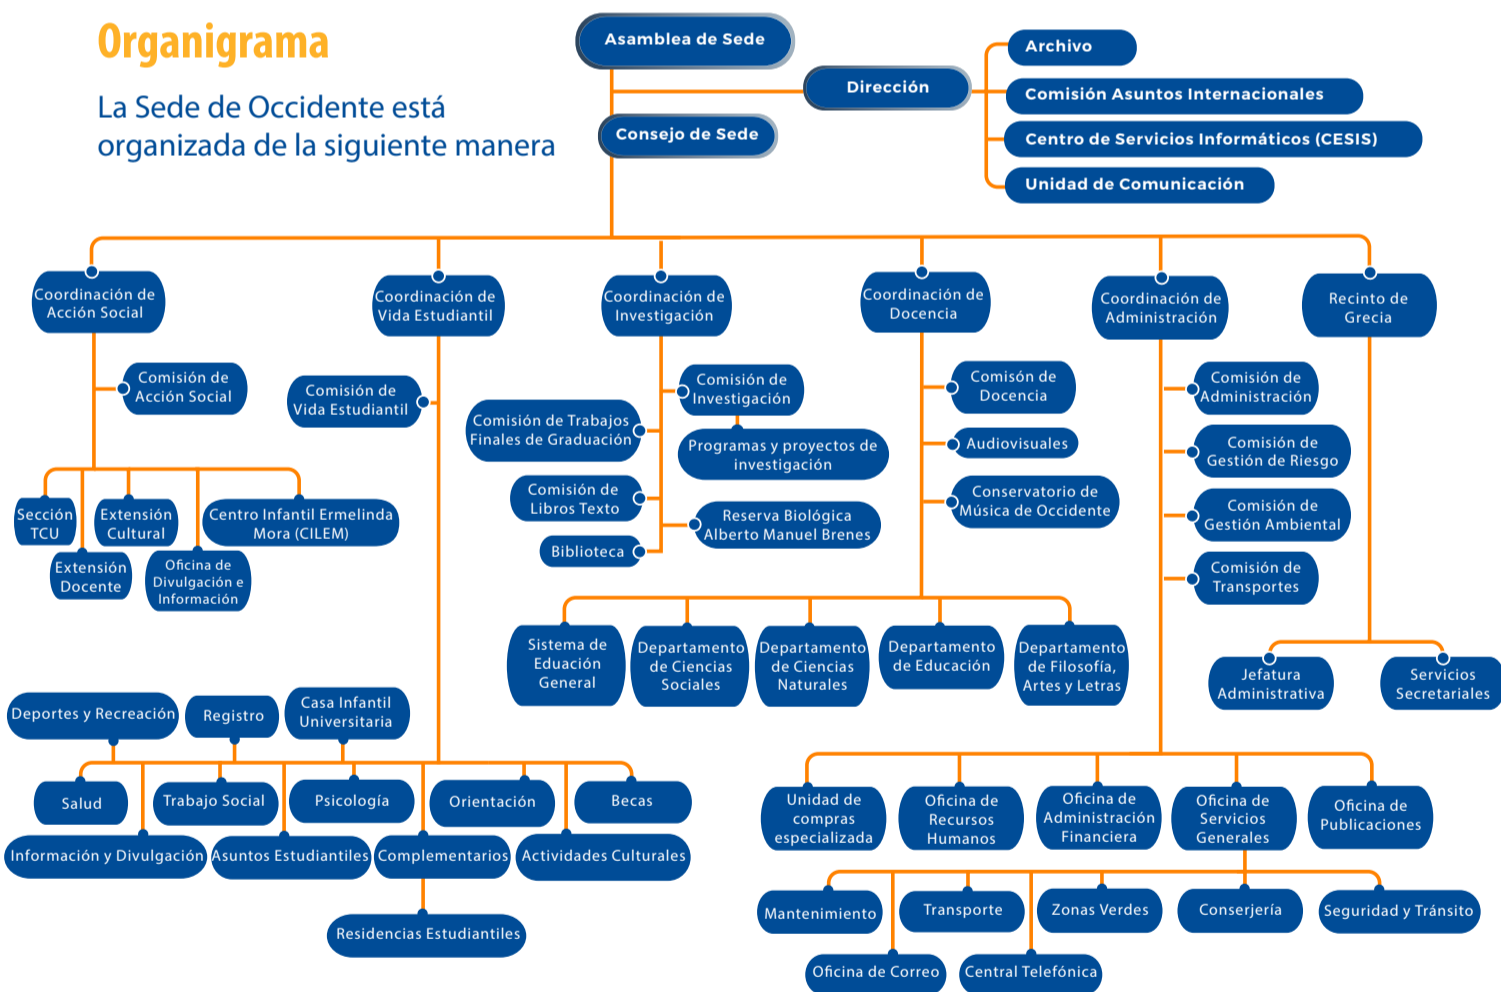 Organigrama
La Sede de Occidente está
organizada de la siguiente manera
Asamblea de Sede
Dirección
Consejo de Sede
Archivo
Comisión Asuntos Internacionales
Centro de Servicios Informáticos (CESIS)
Unidad de Comunicación
Coordinación de
Acción Social
Coordinación de
Vida Estudiantil
Coordinación de
Investigación
Coordinación de
Docencia
Coordinación de
Administración
Recinto de
Grecia
Comisión de
Acción Social
Sección
TCU
Extensión
Cultural
Centro Infantil Ermelinda
Mora (CILEM)
Extensión
Docente
Oficina de
Divulgación e
Información
Comisión de
Vida Estudiantil
Comisión de
Investigación
Comisión de Trabajos
Finales de Graduación
Programas y proyectos de
investigación
Comisión de
Libros Texto
Reserva Biológica
Alberto Manuel Brenes
Biblioteca
Comisón de
Docencia
Audiovisuales
Conservatorio de
Música de Occidente
Sistema de
Eduación
General
Departamento
de Ciencias
Sociales
Departamento
de Ciencias
Naturales
Departamento
de Educación
Departamento
de Filosofía,
Artes y Letras
Comisión de
Administración
Comisión de
Gestión de Riesgo
Comisión de
Gestión Ambiental
Comisión de
Transportes
Jefatura
Administrativa
Servicios
Secretariales
Deportes y Recreación
Registro
Casa Infantil
Universitaria
Salud
Trabajo Social
Psicología
Orientación
Becas
Información y Divulgación
Asuntos Estudiantiles
Complementarios
Actividades Culturales
Residencias Estudiantiles
Unidad de
compras
especializada
Oficina de
Recursos
Humanos
Oficina de
Administración
Financiera
Oficina de
Servicios
Generales
Oficina de
Publicaciones
Mantenimiento
Transporte
Zonas Verdes
Conserjería
Seguridad y Tránsito
Oficina de Correo
Central Telefónica